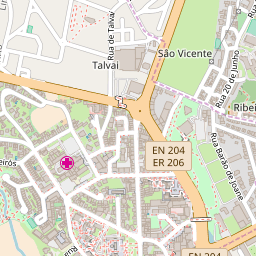 Rua de Talvai
São Vicente
Talvai
Rua 20 de Junho
Ribei
EN 204
ER 206
Rua Barão de Joane
eirós
EN 204